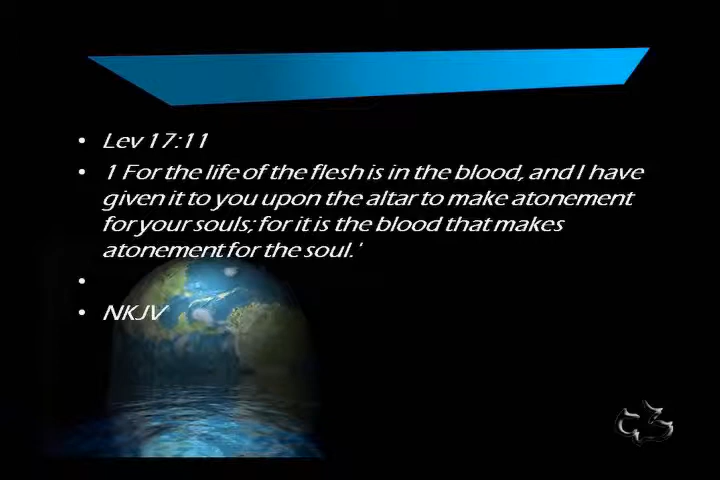 • Lev 17:11
• 1 For the life of the flesh is in the blood, and I have
given it to you upon the altar to make atonement
for your souls; for it is the blood that makes
atonement for the soul.'
•
• NKJV
c3